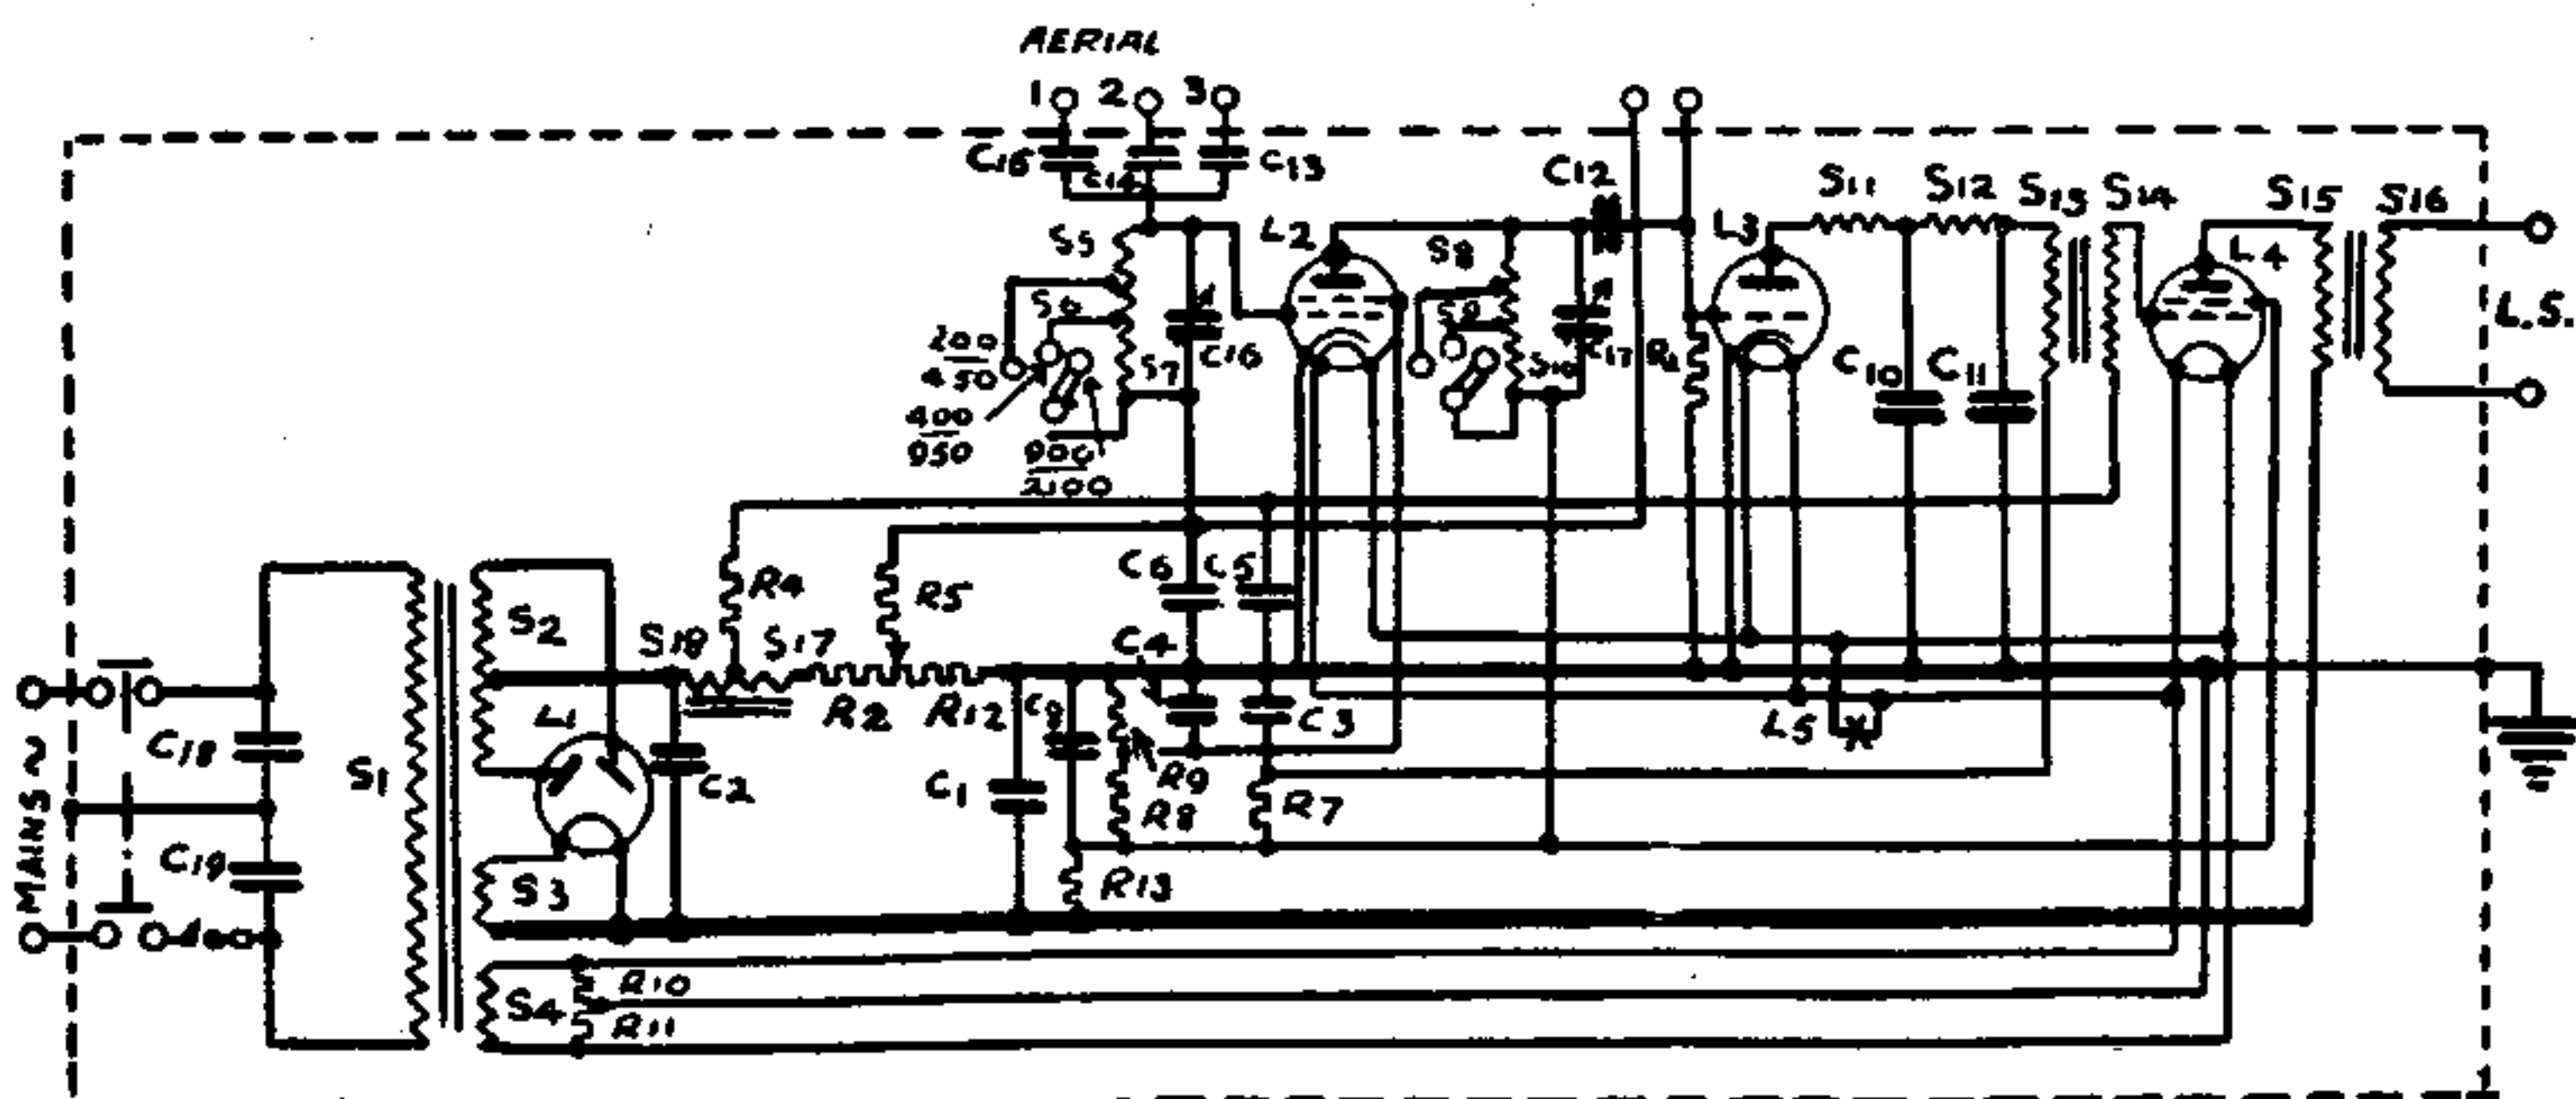 AERIAL
1 2 3
C16 C14 C13
C12
S11 S12 S13 S14 S15 S16
S5 L2 S8 L3 L4
S6 S9
200
450
400
950
900
2100
S7 C16 S10 C17 C10 C11
L.S.
C6 C5
R4 R5
S2 S18 S17 C4
R2 R12 C9 C3 L5
L1
C18 S1 C2 C1 R9
R8 R7
MAINS ~
C19 S3 R13
S4 R10
R11